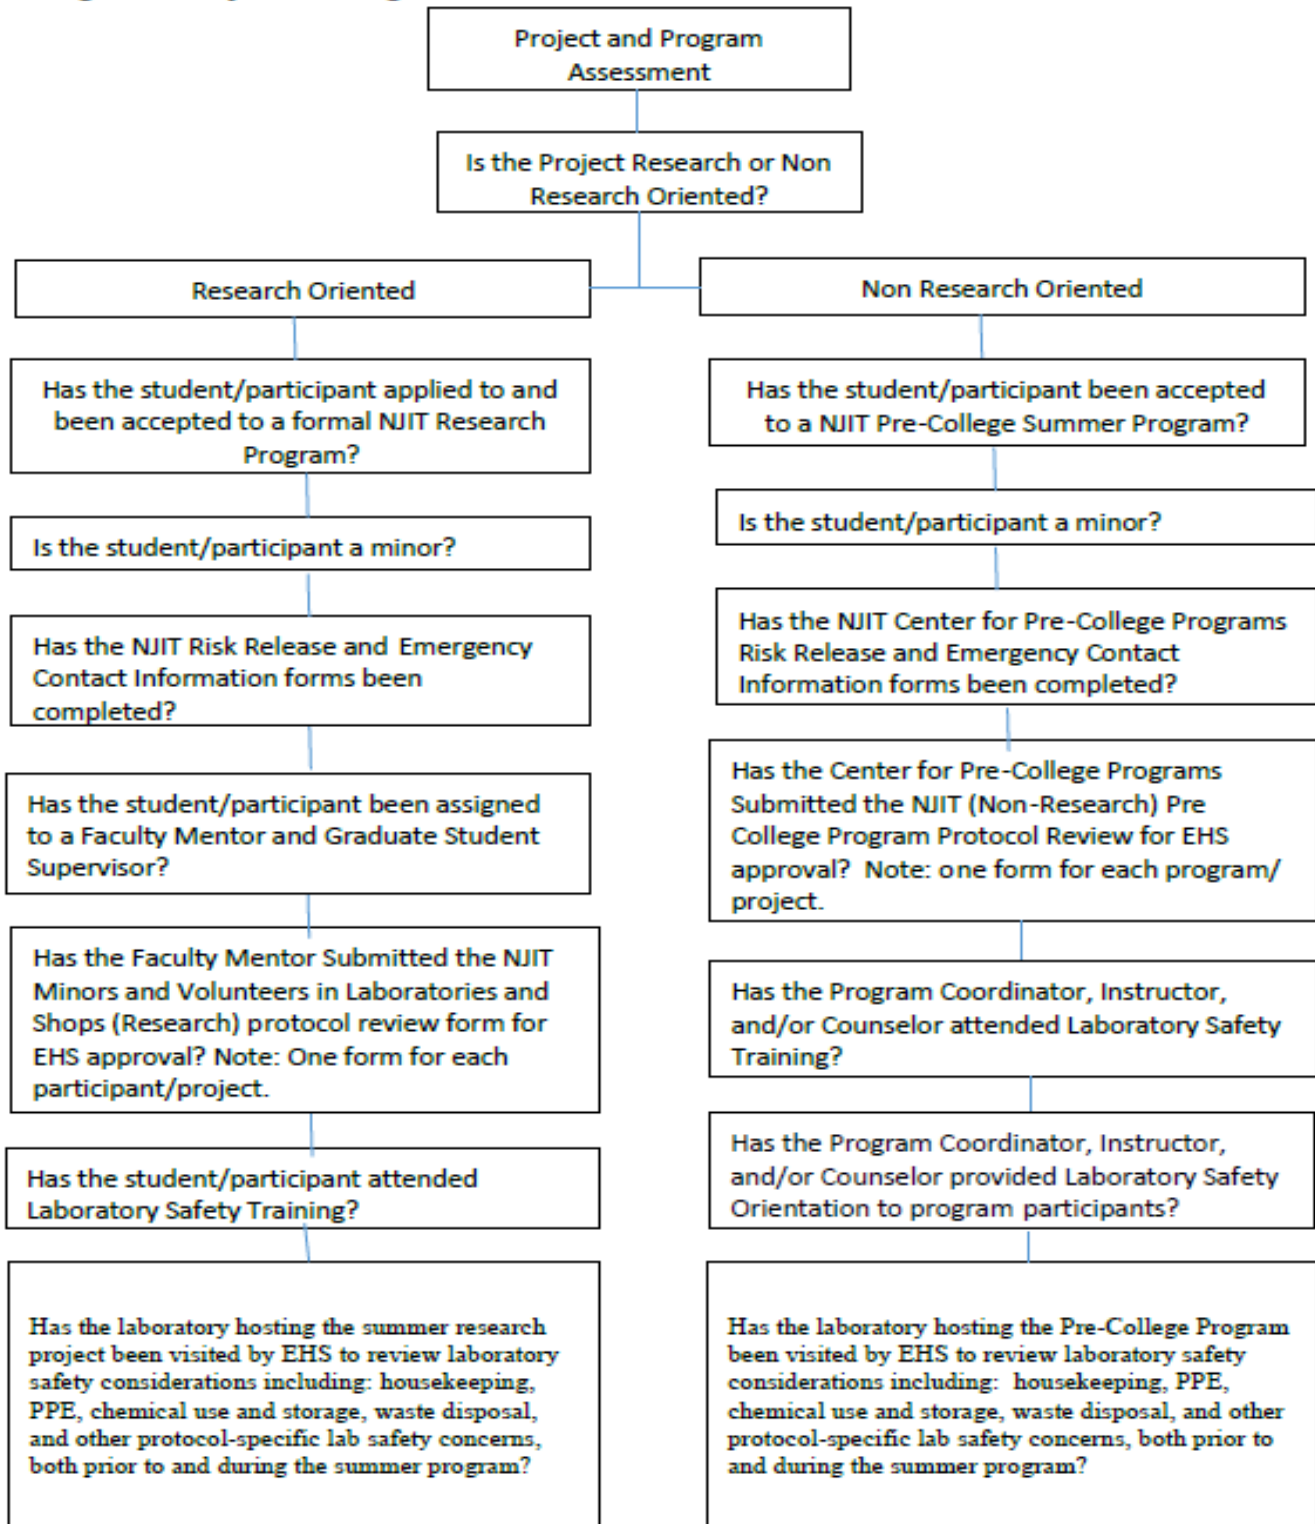 Project and Program
Assessment
Is the Project Research or Non
Research Oriented?
Research Oriented
Non Research Oriented
Has the student/participant applied to and
been accepted to a formal NJIT Research
Program?
Is the student/participant a minor?
Has the NJIT Risk Release and Emergency
Contact Information forms been
completed?
Has the student/participant been assigned
to a Faculty Mentor and Graduate Student
Supervisor?
Has the Faculty Mentor Submitted the NJIT
Minors and Volunteers in Laboratories and
Shops (Research) protocol review form for
EHS approval? Note: One form for each
participant/project.
Has the student/participant attended
Laboratory Safety Training?
Has the laboratory hosting the summer research
project been visited by EHS to review laboratory
safety considerations including: housekeeping,
PPE, chemical use and storage, waste disposal,
and other protocol-specific lab safety concerns,
both prior to and during the summer program?
Has the student/participant been accepted
to a NJIT Pre-College Summer Program?
Is the student/participant a minor?
Has the NJIT Center for Pre-College Programs
Risk Release and Emergency Contact
Information forms been completed?
Has the Center for Pre-College Programs
Submitted the NJIT (Non-Research) Pre
College Program Protocol Review for EHS
approval?  Note: one form for each program/
project.
Has the Program Coordinator, Instructor,
and/or Counselor attended Laboratory Safety
Training?
Has the Program Coordinator, Instructor,
and/or Counselor provided Laboratory Safety
Orientation to program participants?
Has the laboratory hosting the Pre-College Program
been visited by EHS to review laboratory safety
considerations including:  housekeeping, PPE,
chemical use and storage, waste disposal, and other
protocol-specific lab safety concerns, both prior to
and during the summer program?